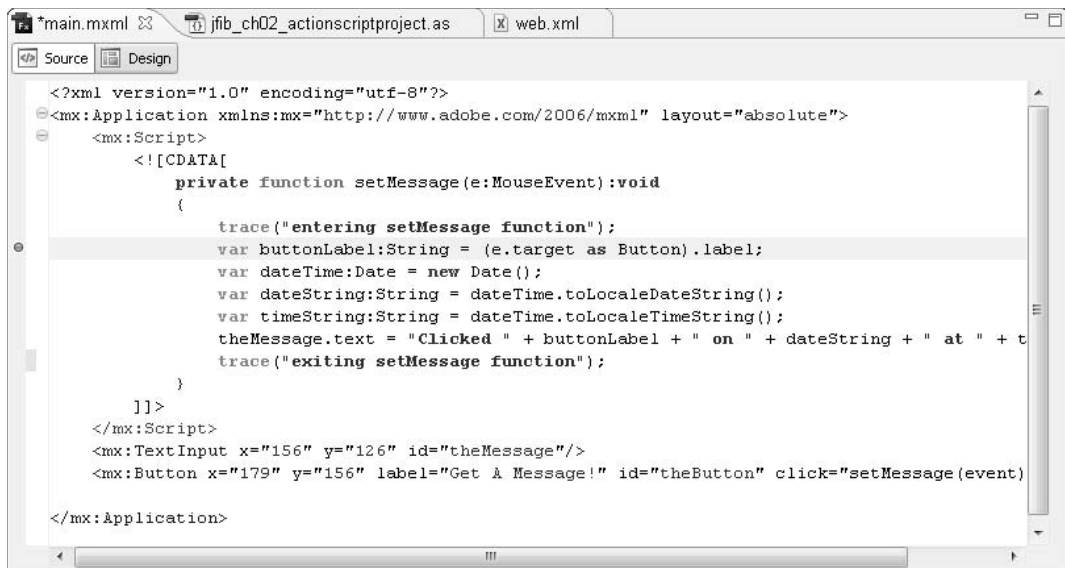 *main.mxml jfib_ch02_actionscriptproject.as web.xml
Source Design
<?xml version="1.0" encoding="utf-8"?>
<mx:Application xmlns:mx="http://www.adobe.com/2006/mxml" layout="absolute">
<mx:Script>
<![CDATA[
private function setMessage(e:MouseEvent):void
{
trace("entering setMessage function");
var buttonLabel:String = (e.target as Button).label;
var dateTime:Date = new Date();
var dateString:String = dateTime.toLocaleDateString();
var timeString:String = dateTime.toLocaleTimeString();
theMessage.text = "Clicked " + buttonLabel + " on " + dateString + " at " + t
trace("exiting setMessage function");
}
]]>
</mx:Script>
<mx:TextInput x="156" y="126" id="theMessage"/>
<mx:Button x="179" y="156" label="Get A Message!" id="theButton" click="setMessage(event)
</mx:Application>